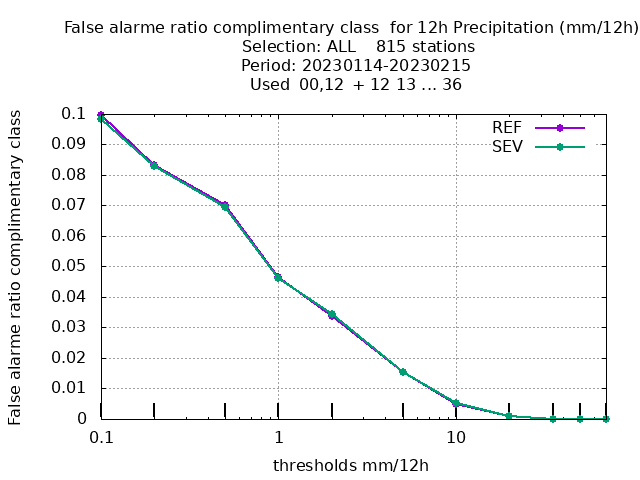 False alarme ratio complimentary class  for 12h Precipitation (mm/12h)
Selection: ALL    815 stations
Period: 20230114-20230215
Used  00,12  + 12 13 ... 36
False alarme ratio complimentary class
0.1
0.09
0.08
0.07
0.06
0.05
0.04
0.03
0.02
0.01
0
REF
SEV
0.1 1 10
thresholds mm/12h